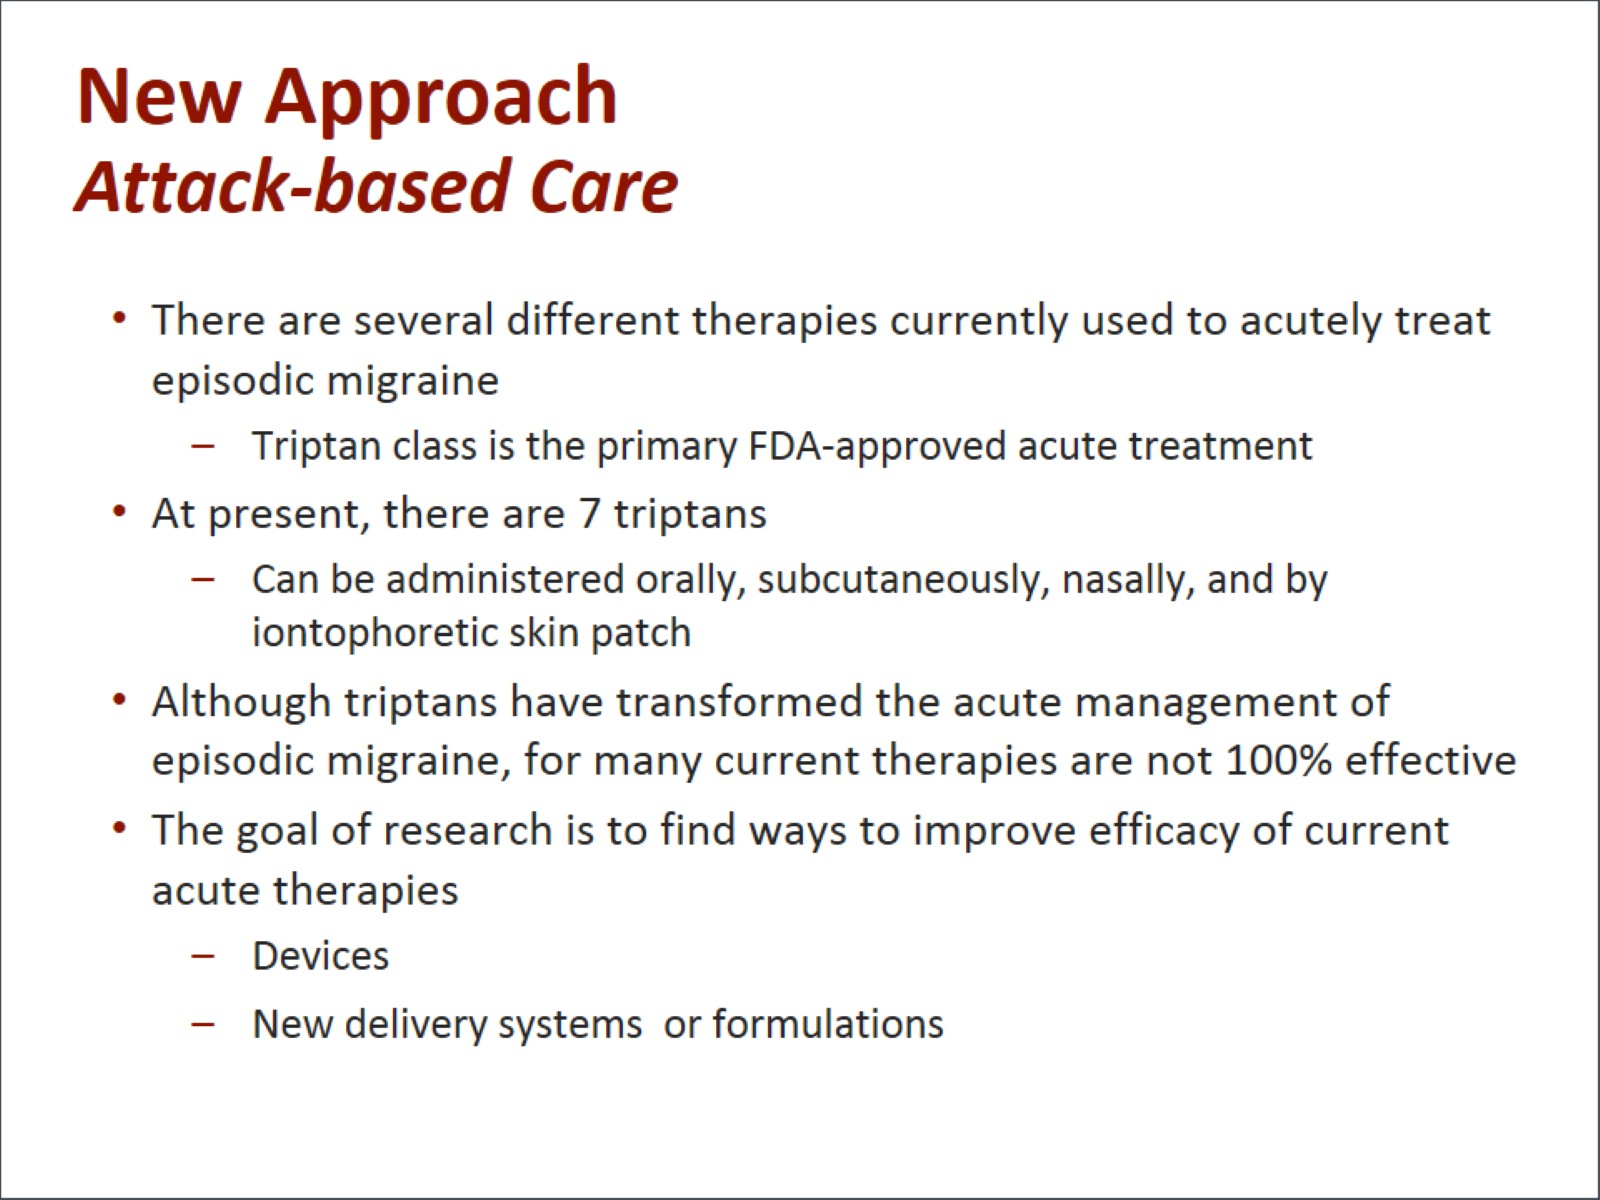 New Approach
Attack-based Care
• There are several different therapies currently used to acutely treat
episodic migraine
– Triptan class is the primary FDA-approved acute treatment
• At present, there are 7 triptans
– Can be administered orally, subcutaneously, nasally, and by
iontophoretic skin patch
• Although triptans have transformed the acute management of
episodic migraine, for many current therapies are not 100% effective
• The goal of research is to find ways to improve efficacy of current
acute therapies
– Devices
– New delivery systems  or formulations